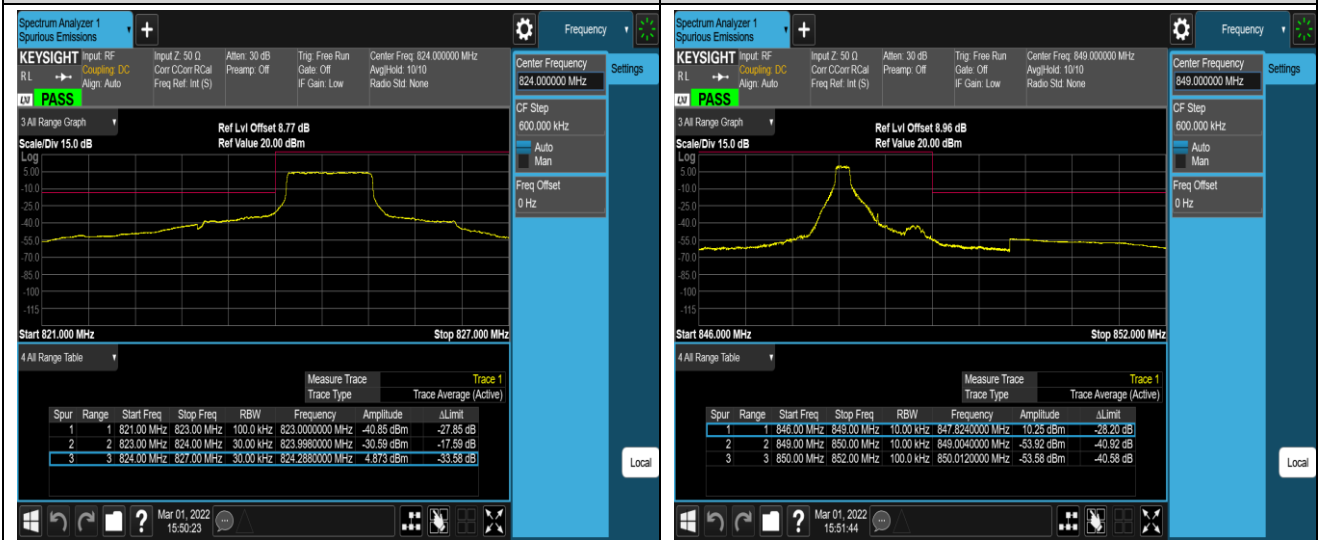 Spectrum Analyzer 1
Spurious Emissions
+
Frequency
KEYSIGHT Input: RF Input Z: 50 Ω Atten: 30 dB Trig: Free Run Center Freq: 824.000000 MHz
RL Coupling: DC Corr CCorr RCal Preamp: Off Gate: Off Avg|Hold: 10/10
Align: Auto Freq Ref: Int (S) IF Gain: Low Radio Std: None
LXI PASS
Center Frequency
824.000000 MHz
Settings
CF Step
600.000 kHz
Auto
Man
Freq Offset
0 Hz
3 All Range Graph
Ref Lvl Offset 8.77 dB
Scale/Div 15.0 dB Ref Value 20.00 dBm
Log
5.00
-10.0
-25.0
-40.0
-55.0
-70.0
-85.0
-100
-115
Start 821.000 MHz Stop 827.000 MHz
4 All Range Table
Measure Trace Trace 1
Trace Type Trace Average (Active)
Spur Range Start Freq Stop Freq RBW Frequency Amplitude ΔLimit
1 1 821.00 MHz 823.00 MHz 100.0 kHz 823.0000000 MHz -40.85 dBm -27.85 dB
2 2 823.00 MHz 824.00 MHz 30.00 kHz 823.9980000 MHz -30.59 dBm -17.59 dB
3 3 824.00 MHz 827.00 MHz 30.00 kHz 824.2880000 MHz 4.873 dBm -33.58 dB
Local
? Mar 01, 2022
15:50:23
Spectrum Analyzer 1
Spurious Emissions
+
Frequency
KEYSIGHT Input: RF Input Z: 50 Ω Atten: 30 dB Trig: Free Run Center Freq: 849.000000 MHz
RL Coupling: DC Corr CCorr RCal Preamp: Off Gate: Off Avg|Hold: 10/10
Align: Auto Freq Ref: Int (S) IF Gain: Low Radio Std: None
LXI PASS
Center Frequency
849.000000 MHz
Settings
CF Step
600.000 kHz
Auto
Man
Freq Offset
0 Hz
3 All Range Graph
Ref Lvl Offset 8.96 dB
Scale/Div 15.0 dB Ref Value 20.00 dBm
Log
5.00
-10.0
-25.0
-40.0
-55.0
-70.0
-85.0
-100
-115
Start 846.000 MHz Stop 852.000 MHz
4 All Range Table
Measure Trace Trace 1
Trace Type Trace Average (Active)
Spur Range Start Freq Stop Freq RBW Frequency Amplitude ΔLimit
1 1 846.00 MHz 849.00 MHz 10.00 kHz 847.8240000 MHz 10.25 dBm -28.20 dB
2 2 849.00 MHz 850.00 MHz 10.00 kHz 849.0040000 MHz -53.92 dBm -40.92 dB
3 3 850.00 MHz 852.00 MHz 100.0 kHz 850.0120000 MHz -53.58 dBm -40.58 dB
Local
? Mar 01, 2022
15:51:44